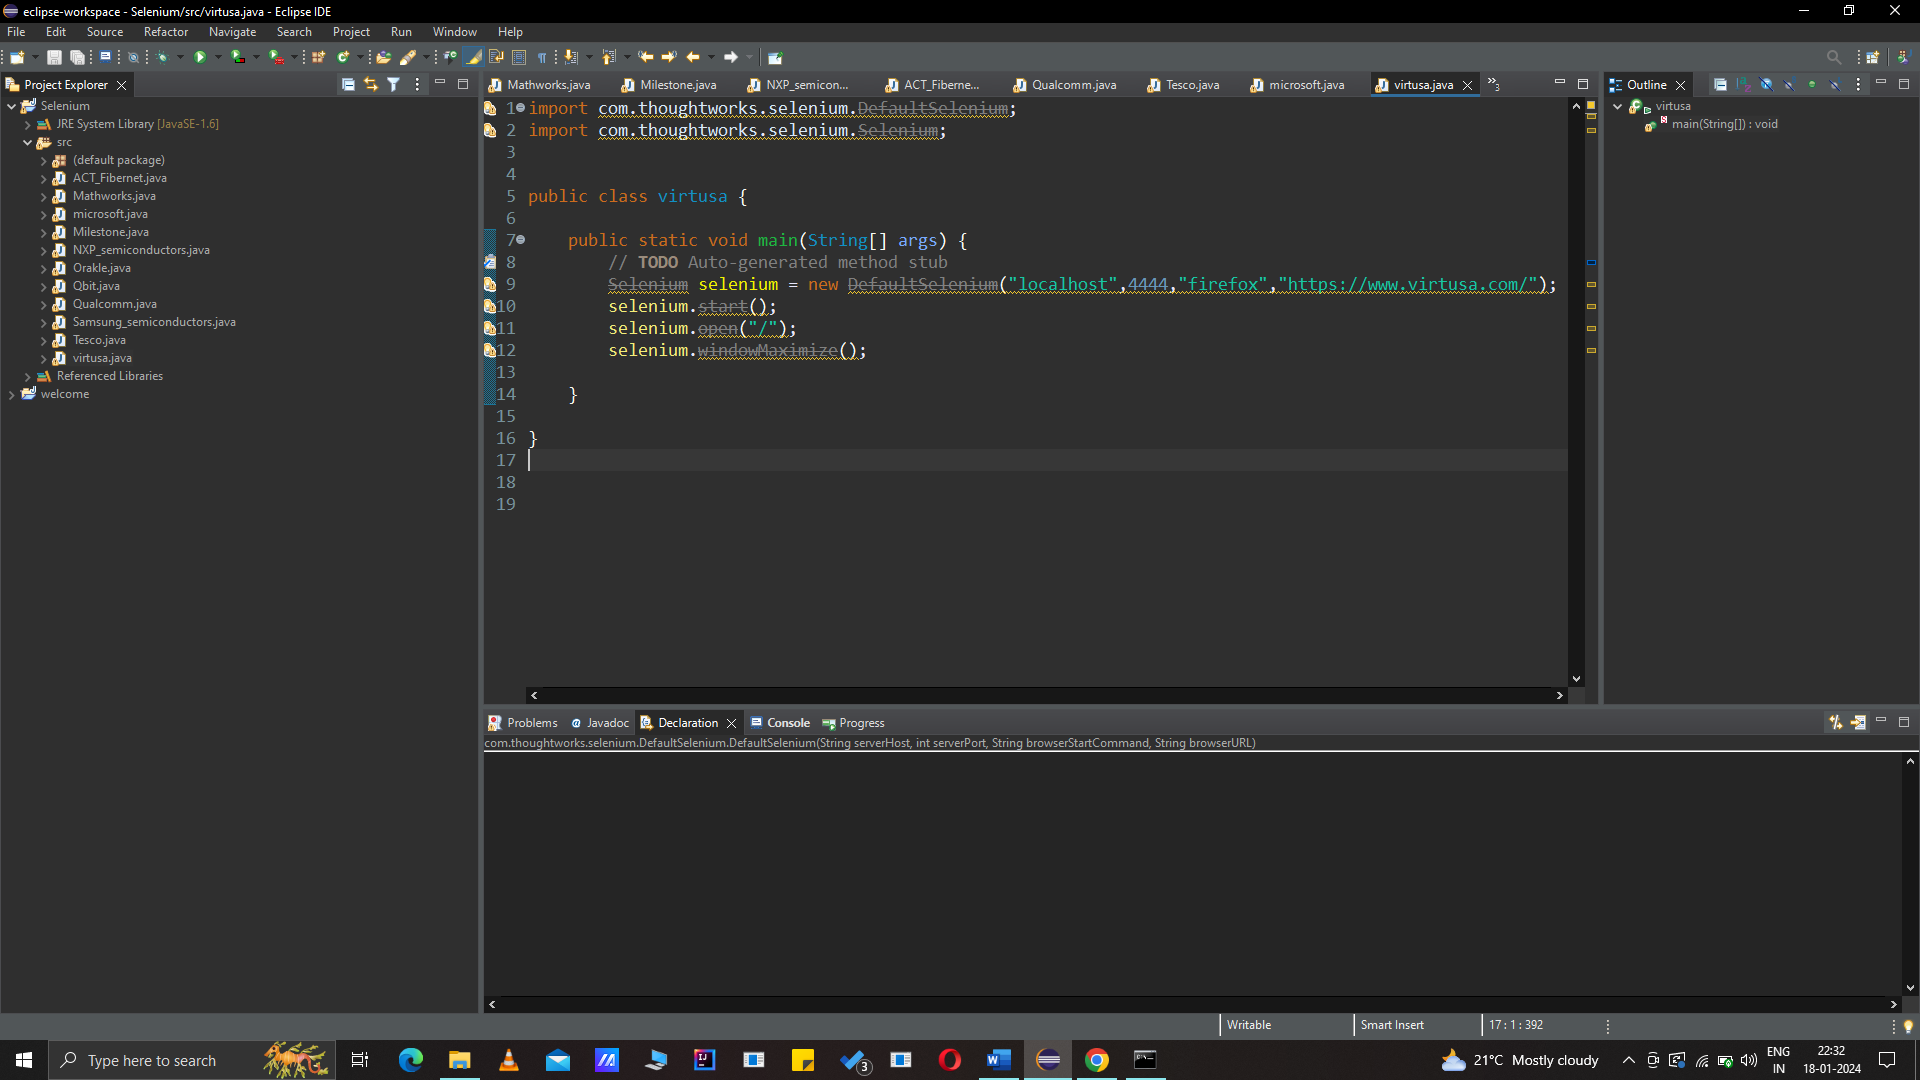 eclipse-workspace - Selenium/src/virtusa.java - Eclipse IDE
File Edit Source Refactor Navigate Search Project Run Window Help
Project Explorer
Selenium
JRE System Library [JavaSE-1.6]
src
(default package)
ACT_Fibernet.java
Mathworks.java
microsoft.java
Milestone.java
NXP_semiconductors.java
Orakle.java
Qbit.java
Qualcomm.java
Samsung_semiconductors.java
Tesco.java
virtusa.java
Referenced Libraries
welcome
Mathworks.java Milestone.java NXP_semicon... ACT_Fiberne... Qualcomm.java Tesco.java microsoft.java virtusa.java »3
1 import com.thoughtworks.selenium.DefaultSelenium;
2 import com.thoughtworks.selenium.Selenium;
3
4
5 public class virtusa {
6
7 public static void main(String[] args) {
8 // TODO Auto-generated method stub
9 Selenium selenium = new DefaultSelenium("localhost",4444,"firefox","https://www.virtusa.com/");
10 selenium.start();
11 selenium.open("/");
12 selenium.windowMaximize();
13
14 }
15
16 }
17
18
19
Outline
virtusa
main(String[]) : void
Problems Javadoc Declaration Console Progress
com.thoughtworks.selenium.DefaultSelenium.DefaultSelenium(String serverHost, int serverPort, String browserStartCommand, String browserURL)
Writable Smart Insert 17 : 1 : 392
Type here to search
3
21°C Mostly cloudy
ENG
IN
22:32
18-01-2024